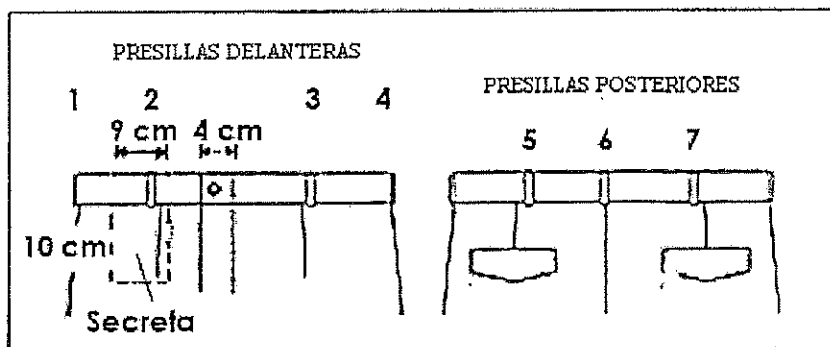 PRESILLAS DELANTERAS
1 2 3 4
9 cm 4 cm
10 cm
Secreta
PRESILLAS POSTERIORES
5 6 7